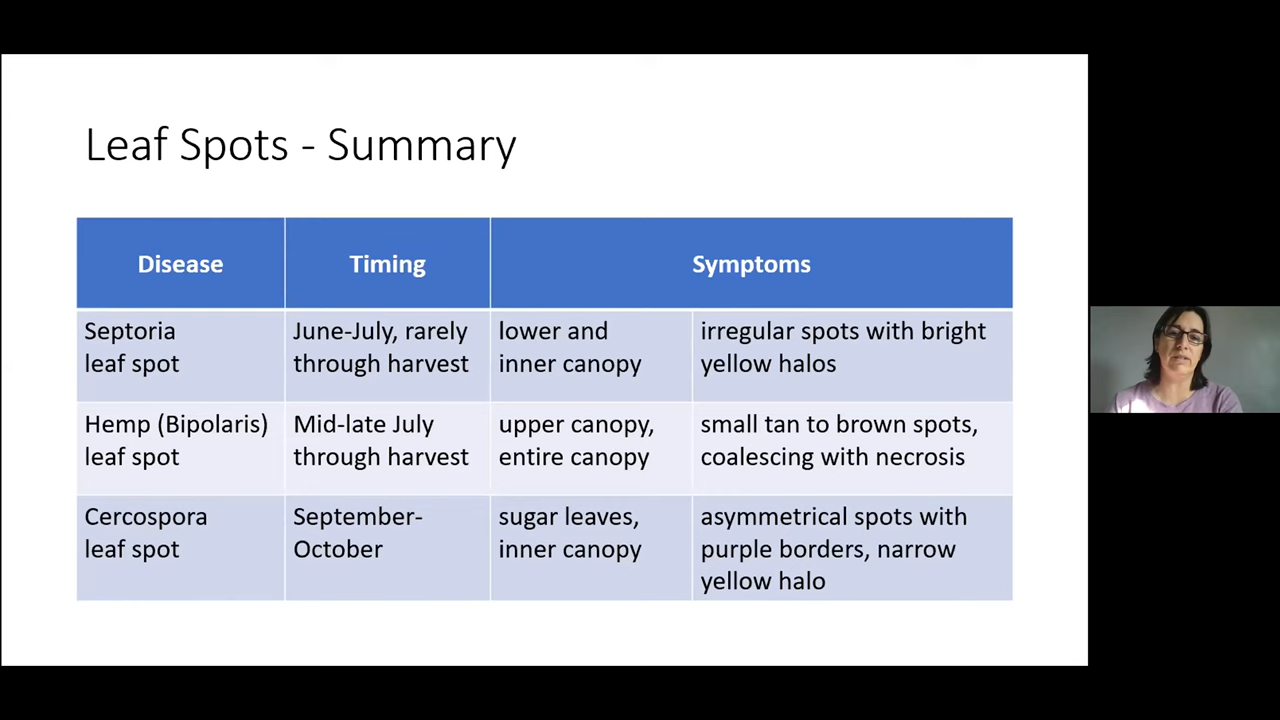 Leaf Spots - Summary
Disease
Timing
Symptoms
Septoria
leaf spot
June-July, rarely
through harvest
lower and
inner canopy
irregular spots with bright
yellow halos
Hemp (Bipolaris)
leaf spot
Mid-late July
through harvest
upper canopy,
entire canopy
small tan to brown spots,
coalescing with necrosis
Cercospora
leaf spot
September-
October
sugar leaves,
inner canopy
asymmetrical spots with
purple borders, narrow
yellow halo